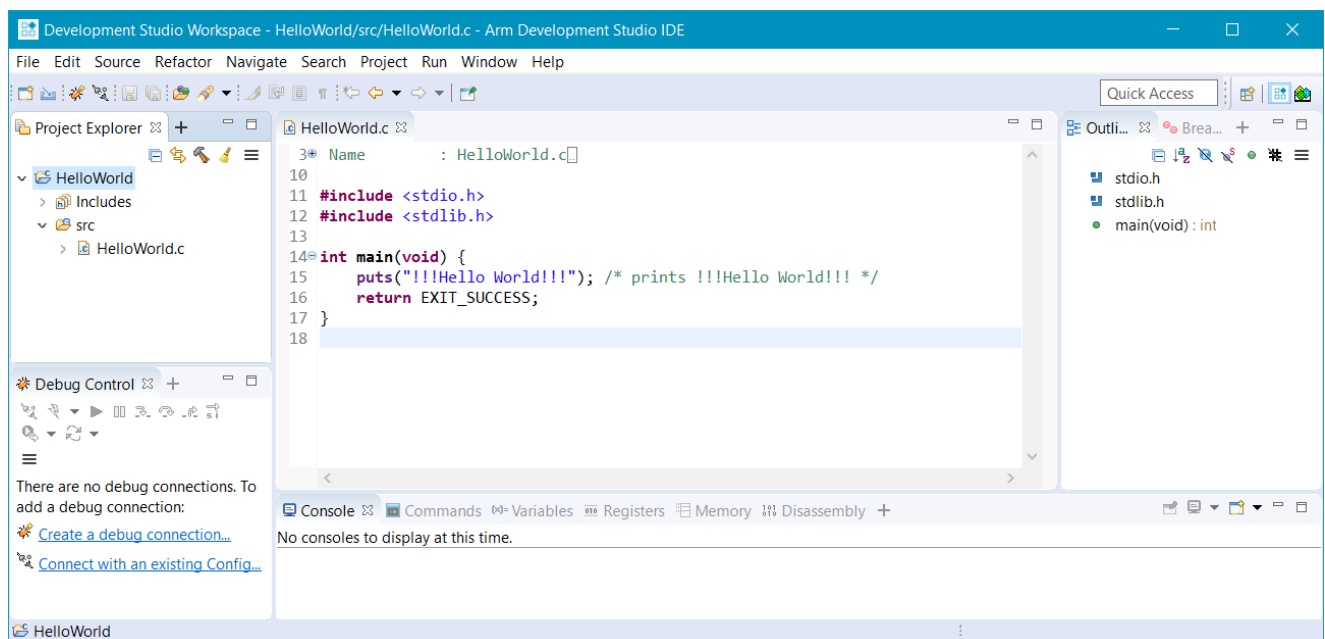 Development Studio Workspace - HelloWorld/src/HelloWorld.c - Arm Development Studio IDE
File Edit Source Refactor Navigate Search Project Run Window Help
Quick Access
Project Explorer
HelloWorld
Includes
src
HelloWorld.c
Debug Control
There are no debug connections. To
add a debug connection:
Create a debug connection...
Connect with an existing Config...
HelloWorld.c
3 Name : HelloWorld.c
10
11 #include <stdio.h>
12 #include <stdlib.h>
13
14 int main(void) {
15 puts("!!!Hello World!!!"); /* prints !!!Hello World!!! */
16 return EXIT_SUCCESS;
17 }
18
Outli... Brea...
stdio.h
stdlib.h
main(void) : int
Console Commands Variables Registers Memory Disassembly
No consoles to display at this time.
HelloWorld